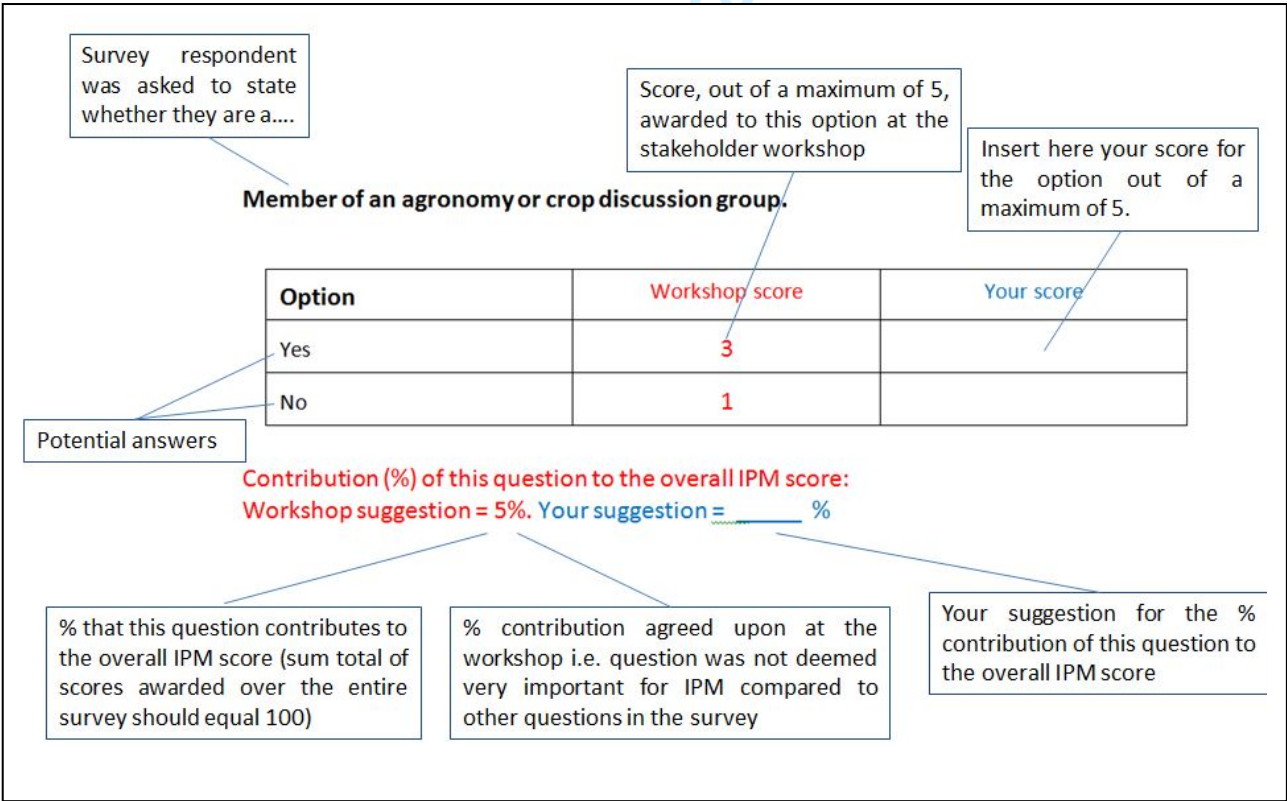 Survey respondent
was asked to state
whether they are a....
Score, out of a maximum of 5,
awarded to this option at the
stakeholder workshop
Insert here your score for
the option out of a
maximum of 5.
Member of an agronomy or crop discussion group.
Option Workshop score Your score
Yes 3
No 1
Potential answers
Contribution (%) of this question to the overall IPM score:
Workshop suggestion = 5%. Your suggestion = ______ %
% that this question contributes to
the overall IPM score (sum total of
scores awarded over the entire
survey should equal 100)
% contribution agreed upon at the
workshop i.e. question was not deemed
very important for IPM compared to
other questions in the survey
Your suggestion for the %
contribution of this question to
the overall IPM score